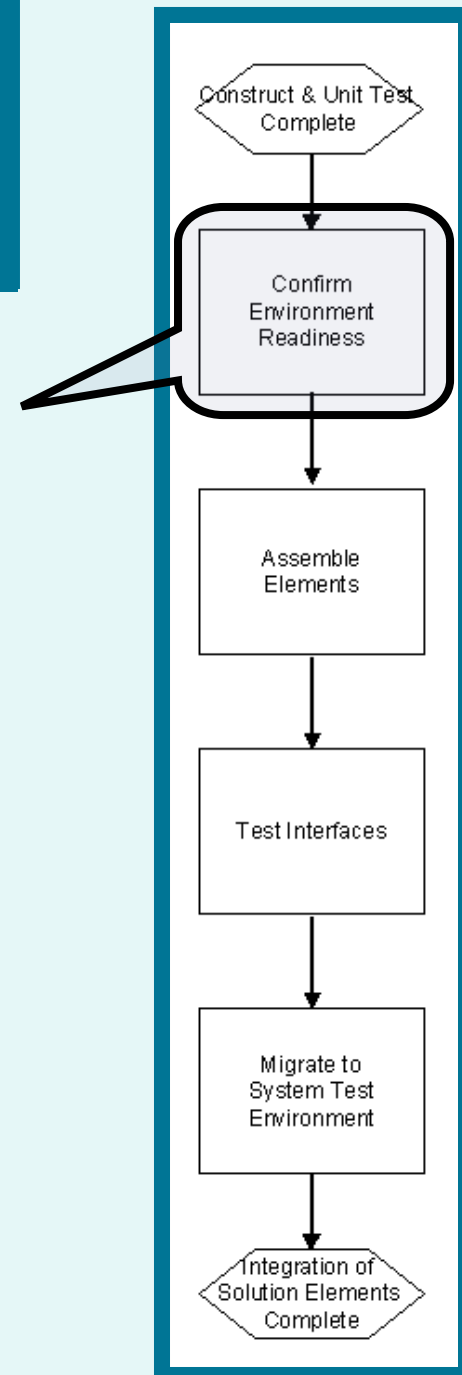 Construct & Unit Test
Complete
Confirm
Environment
Readiness
Assemble
Elements
Test Interfaces
Migrate to
System Test
Environment
Integration of
Solution Elements
Complete